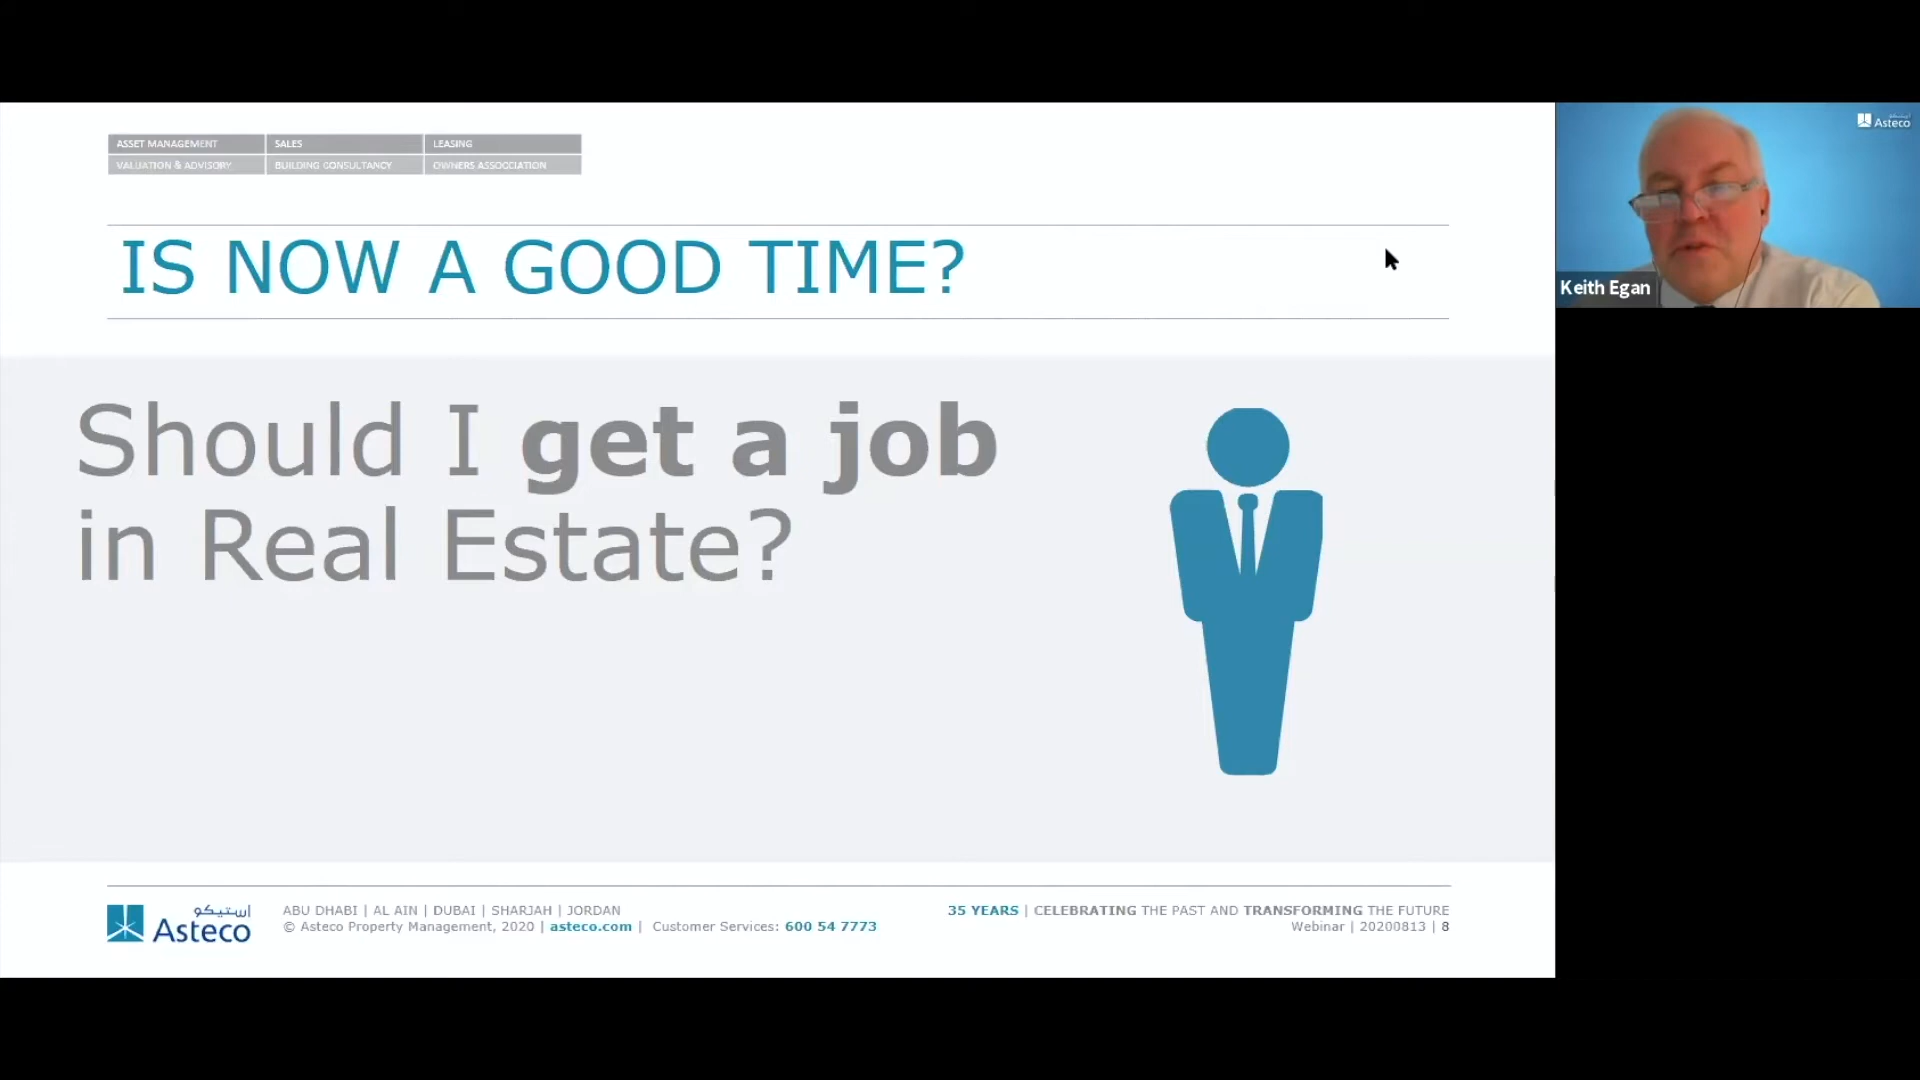 ASSET MANAGEMENT SALES LEASING
VALUATION & ADVISORY BUILDING CONSULTANCY OWNERS ASSOCCIATION
IS NOW A GOOD TIME?
Should I get a job
in Real Estate?
استيكو
Asteco
ABU DHABI | AL AIN | DUBAI | SHARJAH | JORDAN
© Asteco Property Management, 2020 | asteco.com | Customer Services: 600 54 7773
35 YEARS | CELEBRATING THE PAST AND TRANSFORMING THE FUTURE
Webinar | 20200813 | 8
استيكو
Asteco
Keith Egan